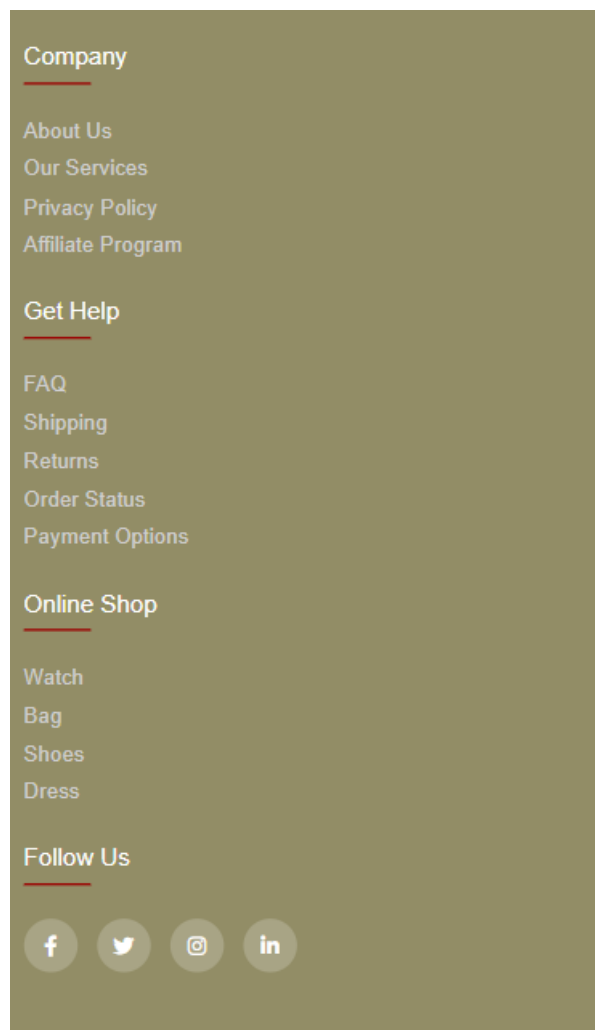 Company
About Us
Our Services
Privacy Policy
Affiliate Program
Get Help
FAQ
Shipping
Returns
Order Status
Payment Options
Online Shop
Watch
Bag
Shoes
Dress
Follow Us